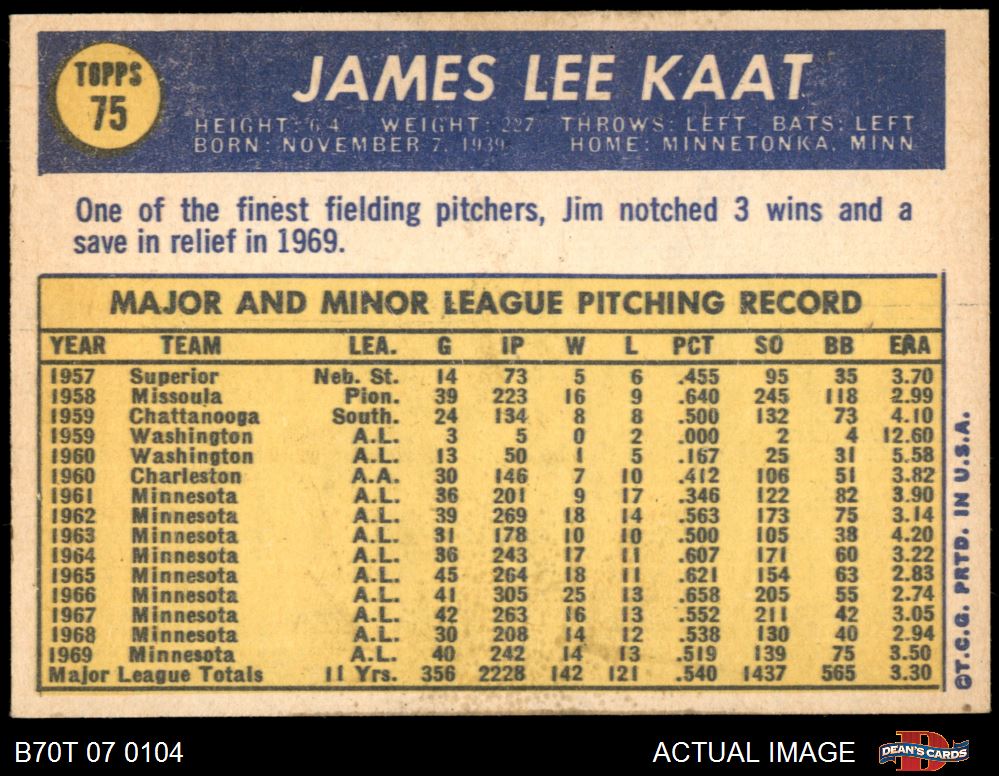 TOPPS
75
JAMES LEE KAAT
HEIGHT: 6'4 WEIGHT: 227 THROWS: LEFT BATS: LEFT
BORN: NOVEMBER 7, 1939 HOME: MINNETONKA, MINN
One of the finest fielding pitchers, Jim notched 3 wins and a
save in relief in 1969.
MAJOR AND MINOR LEAGUE PITCHING RECORD
YEAR TEAM LEA. G IP W L PCT SO BB ERA
1957 Superior Neb. St. 14 73 5 6 .455 95 35 3.70
1958 Missoula Pion. 39 223 16 9 .640 245 118 2.99
1959 Chattanooga South. 24 134 8 8 .500 132 73 4.10
1959 Washington A.L. 3 5 0 2 .000 2 4 12.60
1960 Washington A.L. 13 50 1 5 .167 25 31 5.58
1960 Charleston A.A. 30 146 7 10 .412 106 51 3.82
1961 Minnesota A.L. 36 201 9 17 .346 122 82 3.90
1962 Minnesota A.L. 39 269 18 14 .563 173 75 3.14
1963 Minnesota A.L. 31 178 10 10 .500 105 38 4.20
1964 Minnesota A.L. 36 243 17 11 .607 171 60 3.22
1965 Minnesota A.L. 45 264 18 11 .621 154 63 2.83
1966 Minnesota A.L. 41 305 25 13 .658 205 55 2.74
1967 Minnesota A.L. 42 263 16 13 .552 211 42 3.05
1968 Minnesota A.L. 30 208 14 12 .538 130 40 2.94
1969 Minnesota A.L. 40 242 14 13 .519 139 75 3.50
Major League Totals 11 Yrs. 356 2228 142 121 .540 1437 565 3.30
©T.C.G. PRTD. IN U.S.A.
B70T 07 0104
ACTUAL IMAGE
DEAN'S CARDS